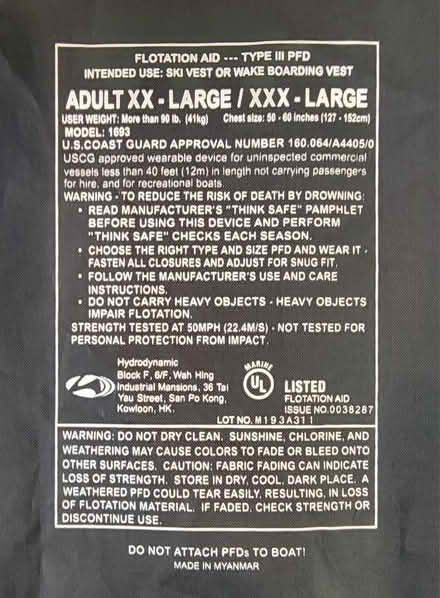 FLOTATION AID --- TYPE III PFD
INTENDED USE: SKI VEST OR WAKE BOARDING VEST
ADULT XX - LARGE / XXX - LARGE
USER WEIGHT: More than 90 lb. (41kg) Chest size: 50 - 60 inches (127 - 152cm)
MODEL: 1693
U.S.COAST GUARD APPROVAL NUMBER 160.064/A4405/0
USCG approved wearable device for uninspected commercial
vessels less than 40 feet (12m) in length not carrying passengers
for hire, and for recreational boats.
WARNING - TO REDUCE THE RISK OF DEATH BY DROWNING:
• READ MANUFACTURER'S "THINK SAFE" PAMPHLET
BEFORE USING THIS DEVICE AND PERFORM
"THINK SAFE" CHECKS EACH SEASON.
• CHOOSE THE RIGHT TYPE AND SIZE PFD AND WEAR IT -
FASTEN ALL CLOSURES AND ADJUST FOR SNUG FIT.
• FOLLOW THE MANUFACTURER'S USE AND CARE
INSTRUCTIONS.
• DO NOT CARRY HEAVY OBJECTS - HEAVY OBJECTS
IMPAIR FLOTATION.
STRENGTH TESTED AT 50MPH (22.4M/S) - NOT TESTED FOR
PERSONAL PROTECTION FROM IMPACT.
Hydrodynamic
Block F, 6/F, Wah Hing
Industrial Mansions, 36 Tai
Yau Street, San Po Kong,
Kowloon, HK.
MARINE
UL
LISTED
FLOTATION AID
ISSUE NO.0038287
LOT NO. M193A311
WARNING: DO NOT DRY CLEAN. SUNSHINE, CHLORINE, AND
WEATHERING MAY CAUSE COLORS TO FADE OR BLEED ONTO
OTHER SURFACES. CAUTION: FABRIC FADING CAN INDICATE
LOSS OF STRENGTH. STORE IN DRY, COOL, DARK PLACE. A
WEATHERED PFD COULD TEAR EASILY, RESULTING, IN LOSS
OF FLOTATION MATERIAL. IF FADED, CHECK STRENGTH OR
DISCONTINUE USE.
DO NOT ATTACH PFDs TO BOAT!
MADE IN MYANMAR